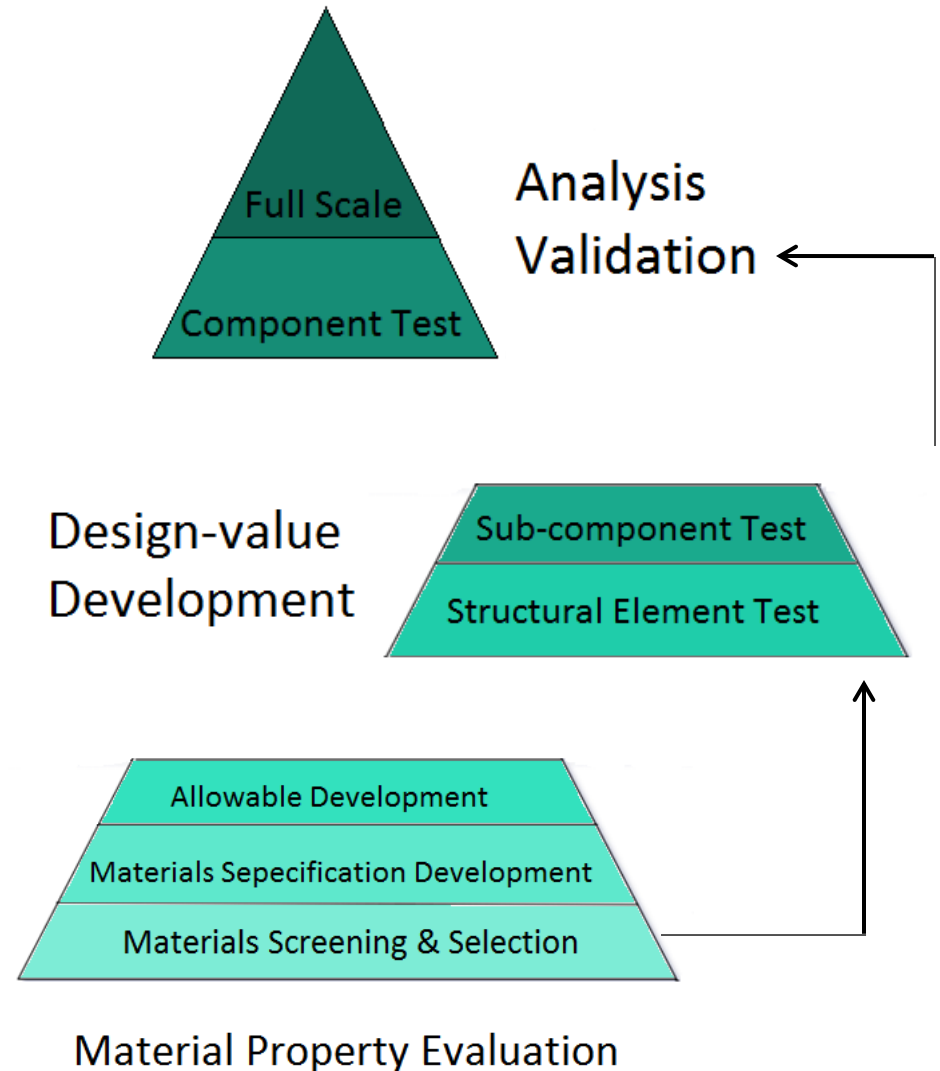 Full Scale
Component Test
Analysis
Validation
Design-value
Development
Sub-component Test
Structural Element Test
Allowable Development
Materials Sepecification Development
Materials Screening & Selection
Material Property Evaluation